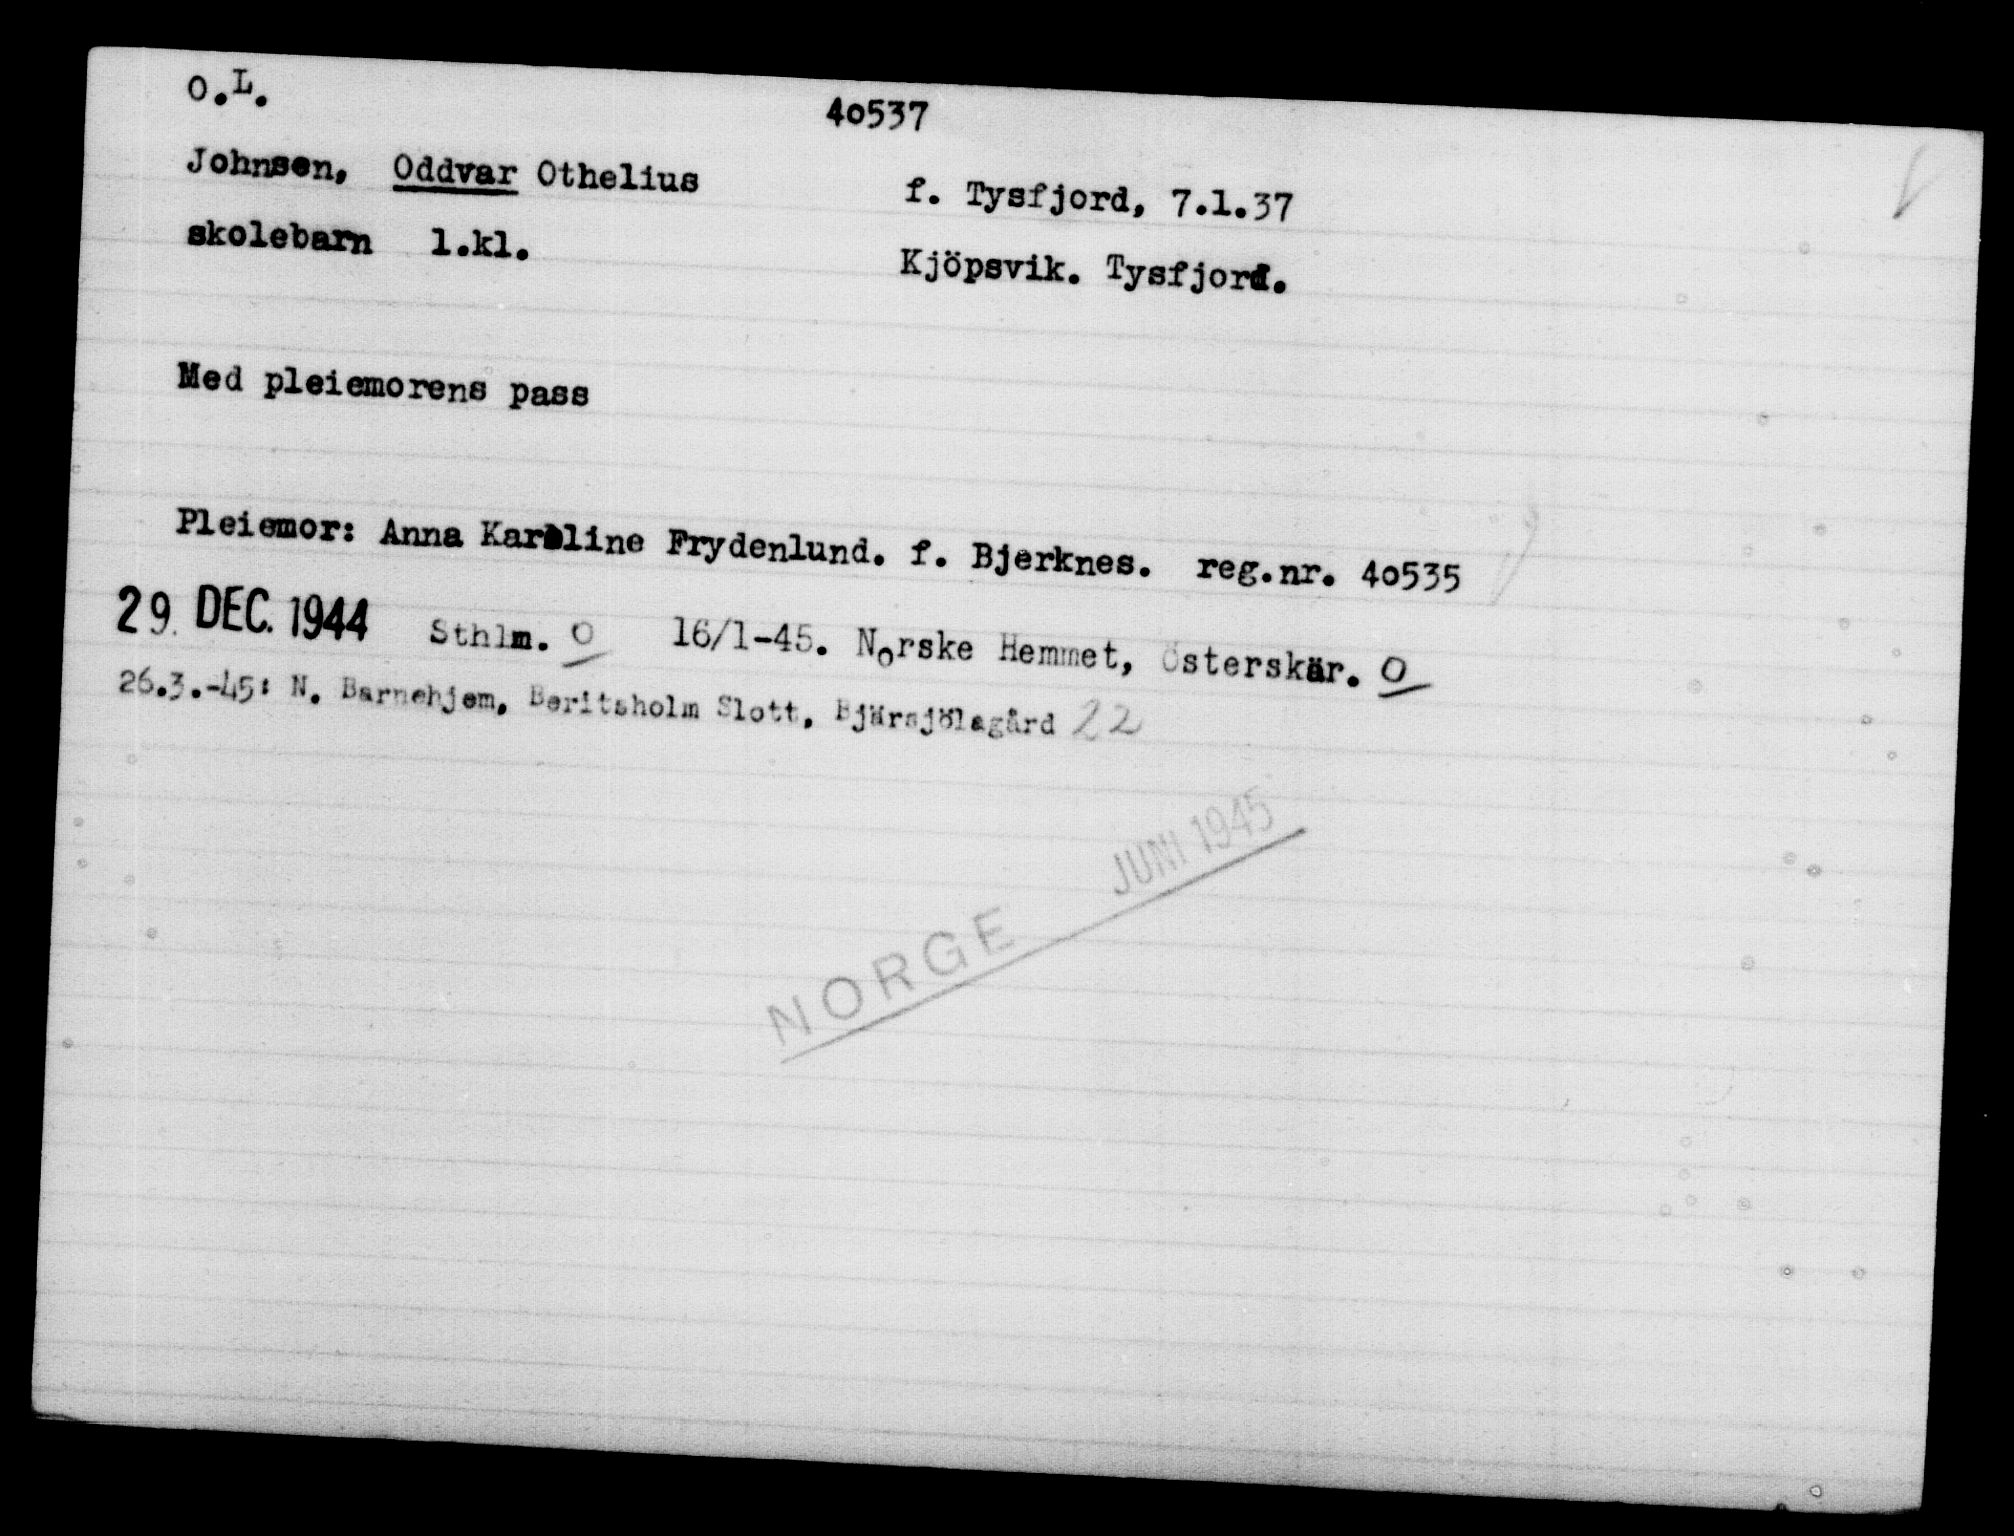 O.L.
40537
Johnsen, Oddvar Othelius f. Tysfjord, 7.1.37
skolebarn 1.kl. Kjöpsvik. Tysfjord.
Med pleiemorens pass
Pleiemor: Anna Karoline Frydenlund. f. Bjerknes. reg.nr. 40535
29. DEC. 1944 Sthlm. O 16/1-45. Norske Hemmet, Österskär. O
26.3.-45: N. Barnehjem, Beritsholm Slott, Bjärsjölagård 22
NORGE JUNI 1945